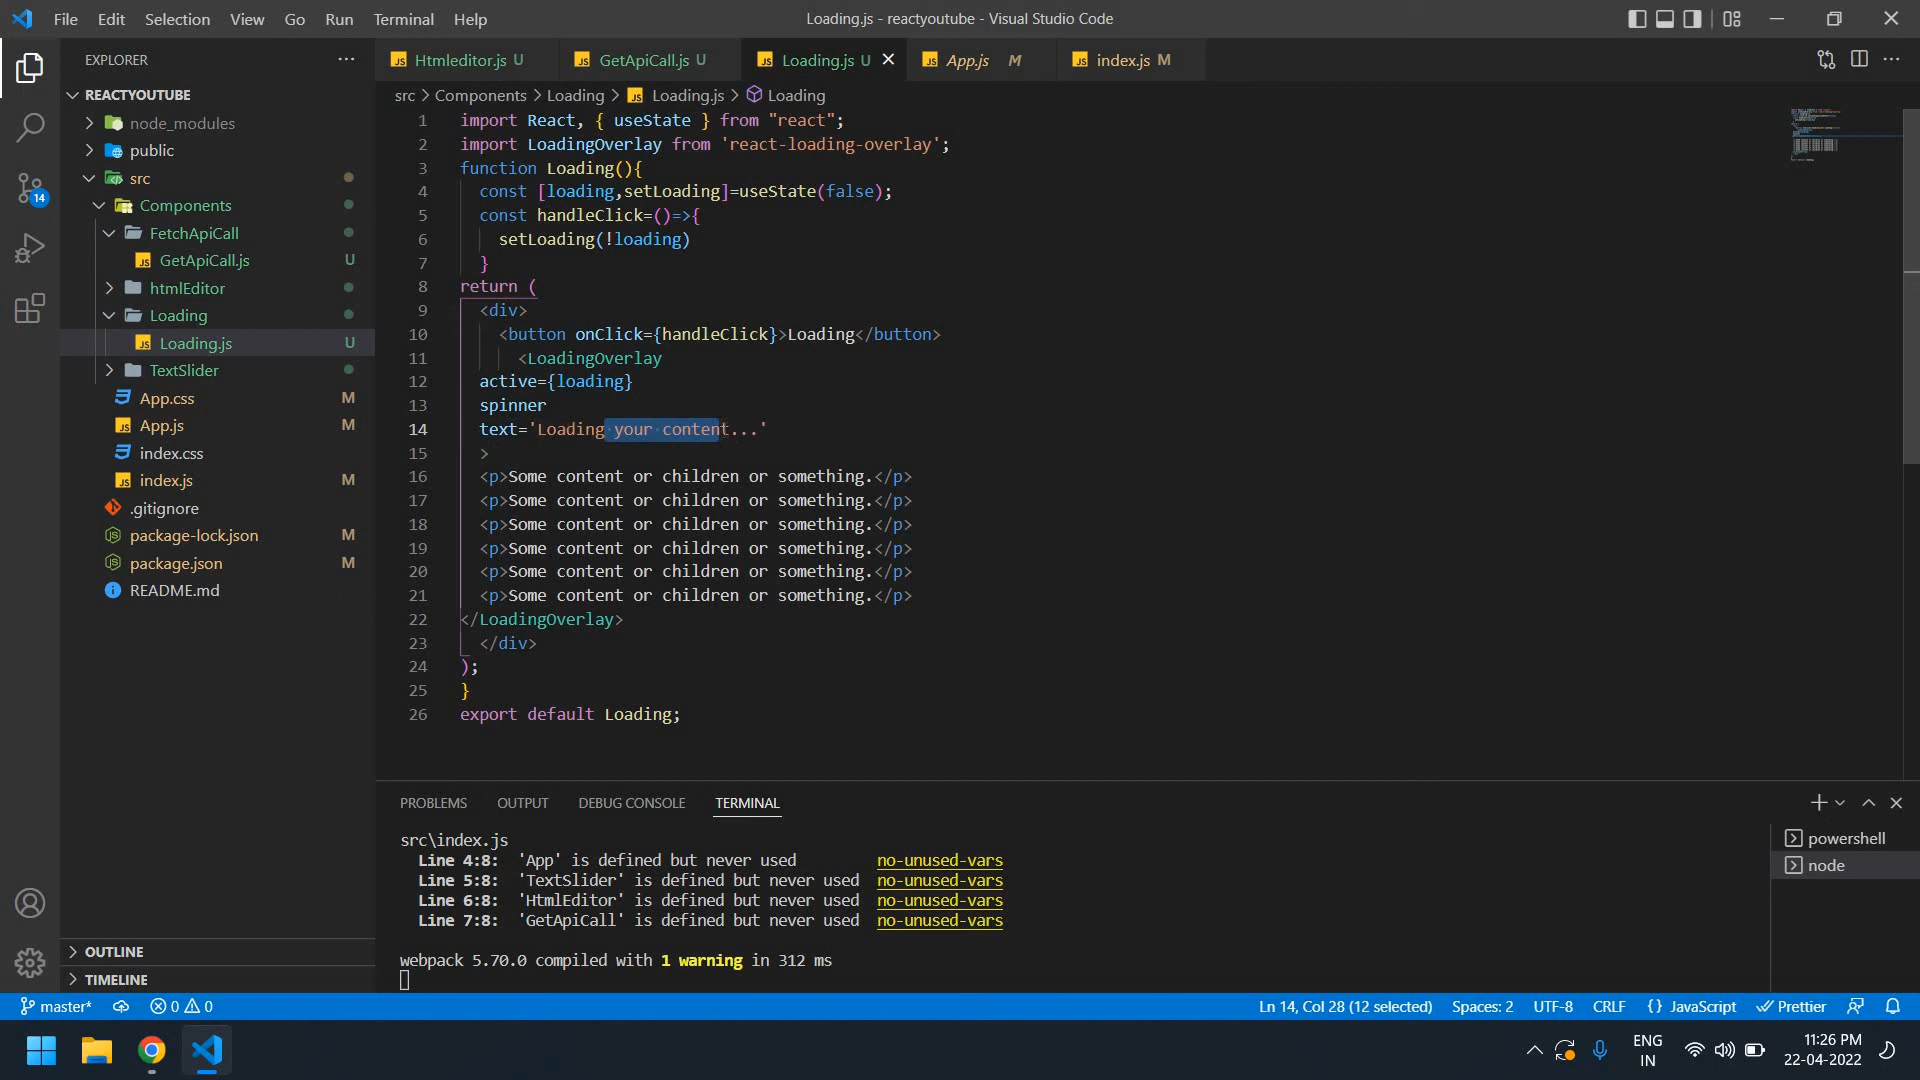 File Edit Selection View Go Run Terminal Help
Loading.js - reactyoutube - Visual Studio Code
EXPLORER
REACTYOUTUBE
node_modules
public
src
Components
FetchApiCall
GetApiCall.js U
htmlEditor
Loading
Loading.js U
TextSlider
App.css M
App.js M
index.css
index.js M
.gitignore
package-lock.json M
package.json M
README.md
14
OUTLINE
TIMELINE
Htmleditor.js U GetApiCall.js U Loading.js U App.js M index.js M
src > Components > Loading > Loading.js > Loading
1 import React, { useState } from "react";
2 import LoadingOverlay from 'react-loading-overlay';
3 function Loading(){
4 const [loading,setLoading]=useState(false);
5 const handleClick=()=>{
6 setLoading(!loading)
7 }
8 return (
9 <div>
10 <button onClick={handleClick}>Loading</button>
11 <LoadingOverlay
12 active={loading}
13 spinner
14 text='Loading your content...'
15 >
16 <p>Some content or children or something.</p>
17 <p>Some content or children or something.</p>
18 <p>Some content or children or something.</p>
19 <p>Some content or children or something.</p>
20 <p>Some content or children or something.</p>
21 <p>Some content or children or something.</p>
22 </LoadingOverlay>
23 </div>
24 );
25 }
26 export default Loading;
PROBLEMS OUTPUT DEBUG CONSOLE TERMINAL
src\index.js
Line 4:8: 'App' is defined but never used no-unused-vars
Line 5:8: 'TextSlider' is defined but never used no-unused-vars
Line 6:8: 'HtmlEditor' is defined but never used no-unused-vars
Line 7:8: 'GetApiCall' is defined but never used no-unused-vars
webpack 5.70.0 compiled with 1 warning in 312 ms
powershell
node
master* 0 0 Ln 14, Col 28 (12 selected) Spaces: 2 UTF-8 CRLF {} JavaScript Prettier
ENG
IN
11:26 PM
22-04-2022